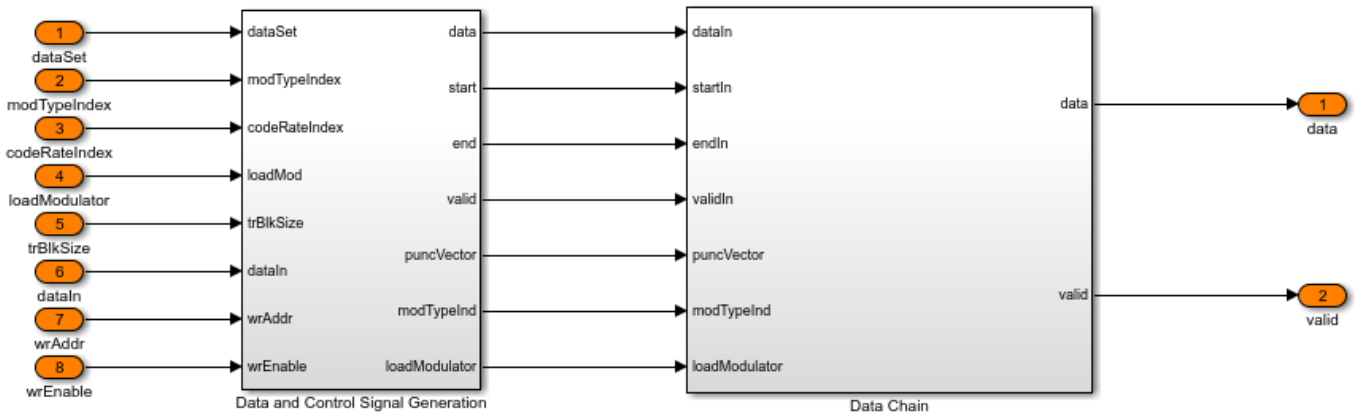 1
dataSet
2
modTypeIndex
3
codeRateIndex
4
loadModulator
5
trBlkSize
6
dataIn
7
wrAddr
8
wrEnable
dataSet
modTypeIndex
codeRateIndex
loadMod
trBlkSize
dataIn
wrAddr
wrEnable
data
start
end
valid
puncVector
modTypeInd
loadModulator
Data and Control Signal Generation
dataIn
startIn
endIn
validIn
puncVector
modTypeInd
loadModulator
data
valid
Data Chain
1
data
2
valid